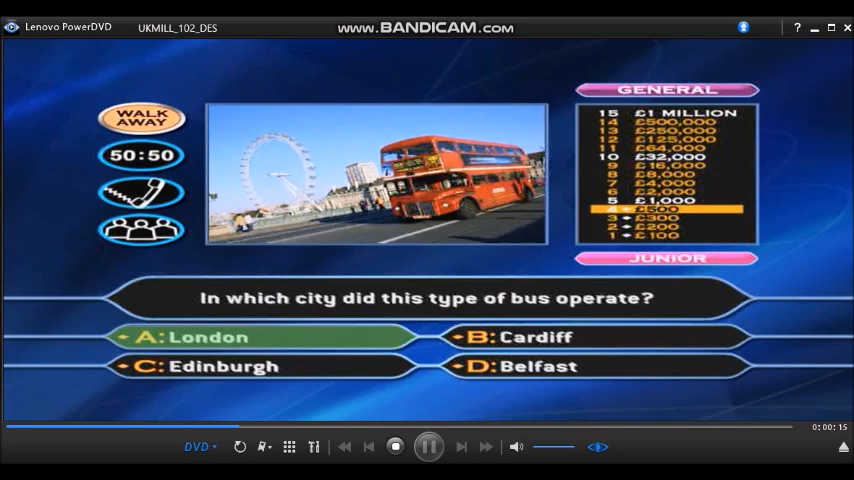 Lenovo PowerDVD
UKMILL_102_DES
www.BANDICAM.com
?
WALK
AWAY
50:50
GENERAL
15 £1 MILLION
14 £500,000
13 £250,000
12 £125,000
11 £64,000
10 £32,000
9 £16,000
8 £8,000
7 £4,000
6 £2,000
5 £1,000
4 £500
3 £300
2 £200
1 £100
JUNIOR
In which city did this type of bus operate?
A: London
B: Cardiff
C: Edinburgh
D: Belfast
0:00:15
DVD